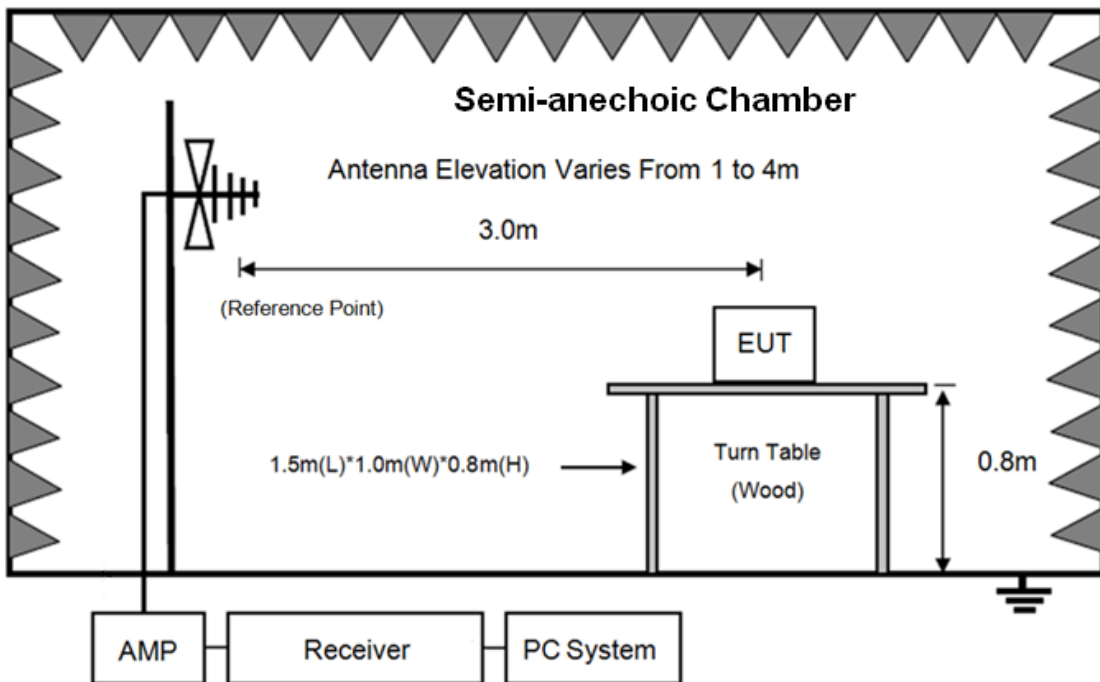 Semi-anechoic Chamber
Antenna Elevation Varies From 1 to 4m
3.0m
(Reference Point)
EUT
1.5m(L)*1.0m(W)*0.8m(H)
Turn Table
(Wood)
0.8m
AMP
Receiver
PC System